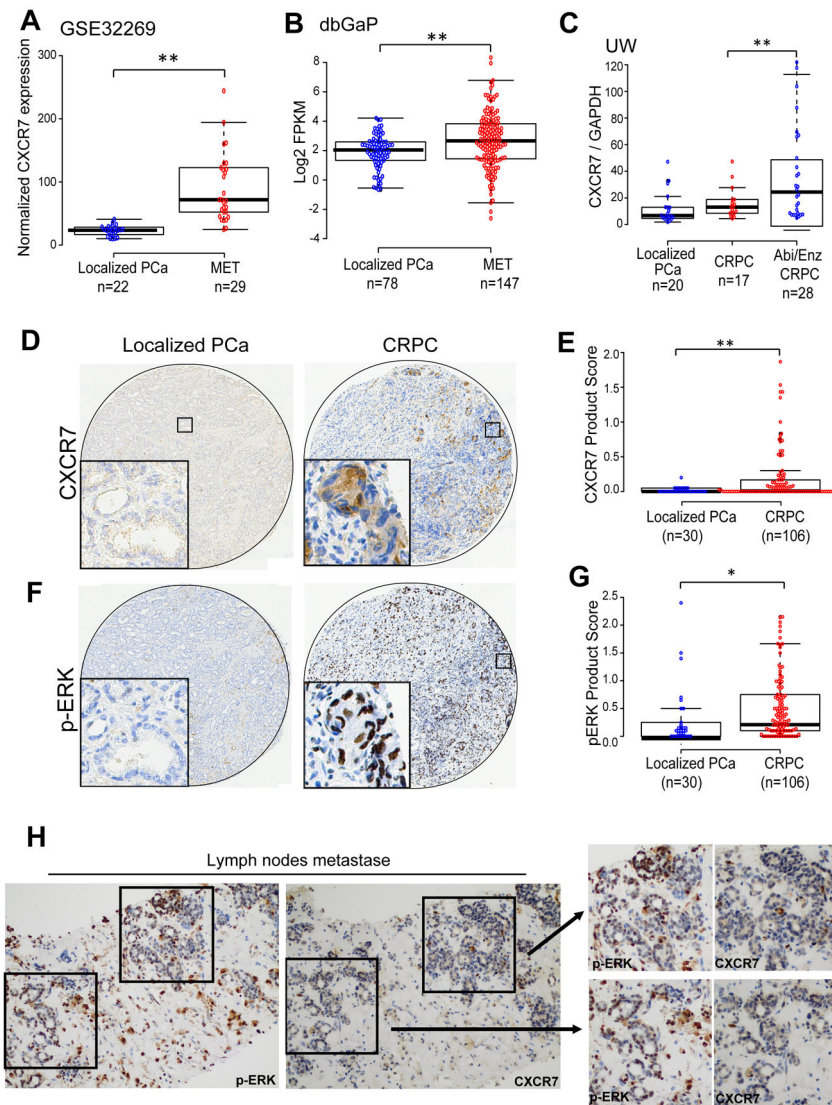 A
GSE32269
Normalized CXCR7 expression
300
200
100
0
**
Localized PCa
n=22
MET
n=29
B
dbGaP
Log2 FPKM
8
6
4
2
0
-2
-4
**
Localized PCa
n=78
MET
n=147
C
UW
CXCR7 / GAPDH
120
100
80
60
40
20
0
**
Localized
PCa
n=20
CRPC
n=17
Abi/Enz
CRPC
n=28
D
Localized PCa
CRPC
CXCR7
E
CXCR7 Product Score
2.0
1.5
1.0
0.5
0.0
**
Localized PCa
(n=30)
CRPC
(n=106)
F
p-ERK
G
pERK Product Score
2.5
2.0
1.5
1.0
0.5
0.0
*
Localized PCa
(n=30)
CRPC
(n=106)
H
Lymph nodes metastase
p-ERK
CXCR7
p-ERK
CXCR7
p-ERK
CXCR7